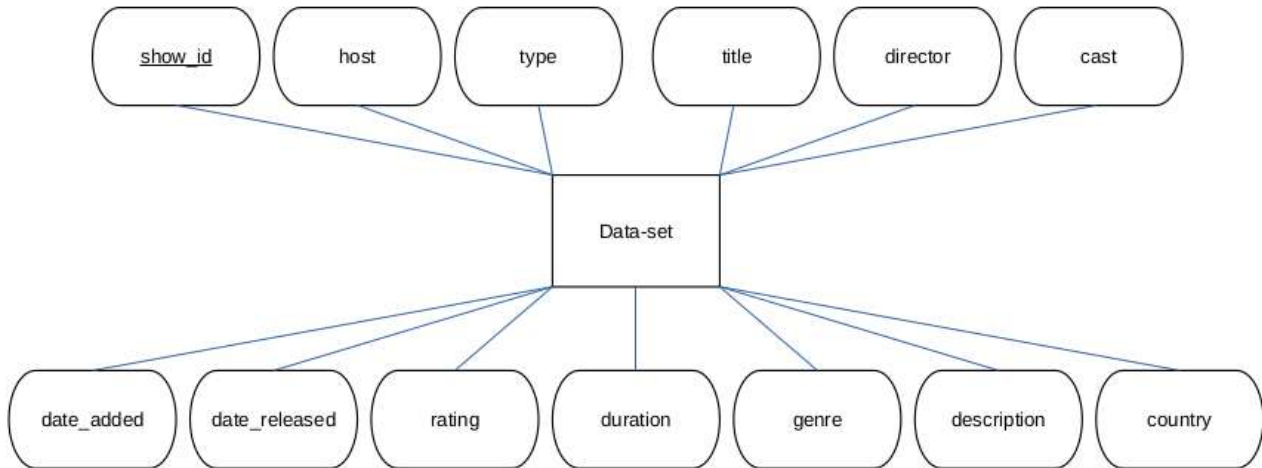 show_id
host
type
title
director
cast
Data-set
date_added
date_released
rating
duration
genre
description
country